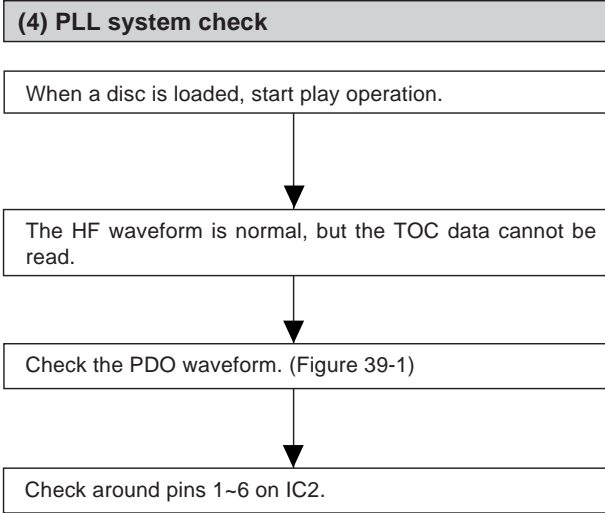 (4) PLL system check
When a disc is loaded, start play operation.
The HF waveform is normal, but the TOC data cannot be
read.
Check the PDO waveform. (Figure 39-1)
Check around pins 1~6 on IC2.